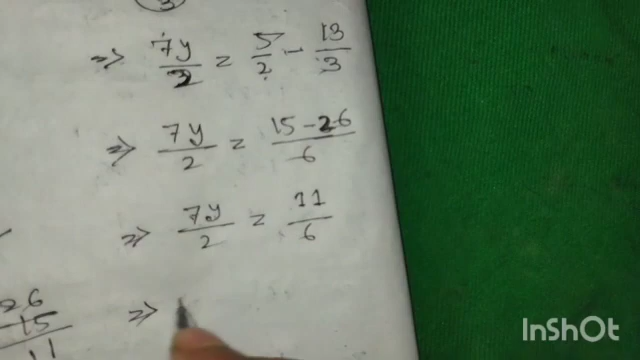 3
⇒ 7y/2 = 5/2 - 13/3
⇒ 7y/2 = 15-26/6
⇒ 7y/2 = 11/6
⇒
26
15
11
InShOt